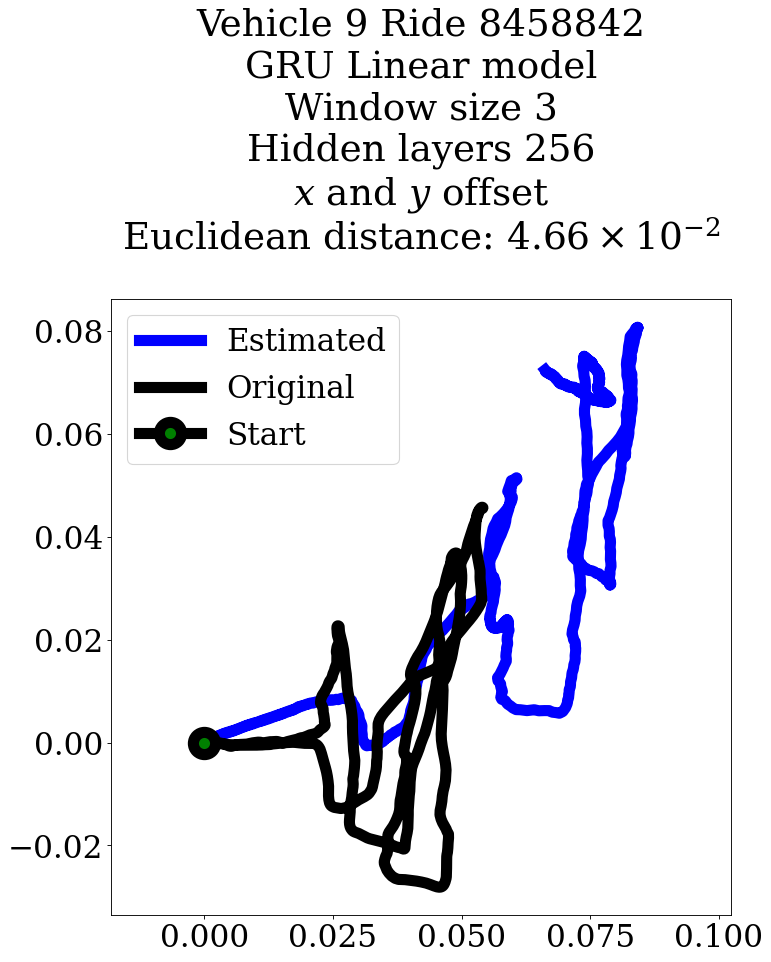 Vehicle 9 Ride 8458842
GRU Linear model
Window size 3
Hidden layers 256
x and y offset
Euclidean distance: 4.66 × 10⁻²
Estimated
Original
Start
0.08
0.06
0.04
0.02
0.00
−0.02
0.000 0.025 0.050 0.075 0.100